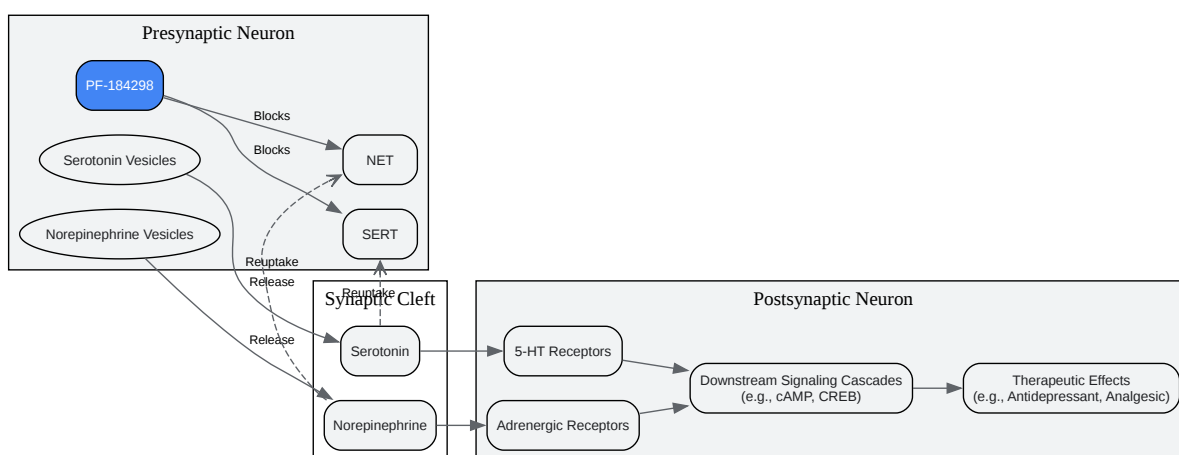 Presynaptic Neuron
PF-184298
Blocks
Serotonin Vesicles
Blocks
NET
Norepinephrine Vesicles
SERT
Reuptake
Release
Reuptake
Synaptic Cleft
Postsynaptic Neuron
Release
Serotonin
5-HT Receptors
Downstream Signaling Cascades
(e.g., cAMP, CREB)
Therapeutic Effects
(e.g., Antidepressant, Analgesic)
Norepinephrine
Adrenergic Receptors